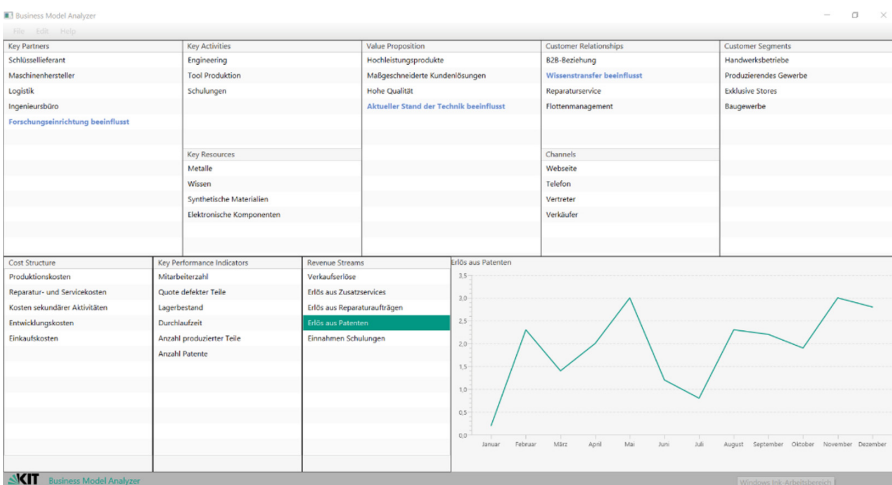 Business Model Analyzer
File Edit Help
Key Partners
Schlüssellieferant
Maschinenhersteller
Logistik
Ingenieursbüro
Forschungseinrichtung beeinflusst
Key Activities
Engineering
Tool Produktion
Schulungen
Key Resources
Metalle
Wissen
Synthetische Materialien
Elektronische Komponenten
Value Proposition
Hochleistungsprodukte
Maßgeschneiderte Kundenlösungen
Hohe Qualität
Aktueller Stand der Technik beeinflusst
Customer Relationships
B2B-Beziehung
Wissenstransfer beeinflusst
Reparaturservice
Flottenmanagement
Channels
Webseite
Telefon
Vertreter
Verkäufer
Customer Segments
Handwerksbetriebe
Produzierendes Gewerbe
Exklusive Stores
Baugewerbe
Cost Structure
Produktionskosten
Reparatur- und Servicekosten
Kosten sekundärer Aktivitäten
Entwicklungskosten
Einkaufskosten
Key Performance Indicators
Mitarbeiterzahl
Quote defekter Teile
Lagerbestand
Durchlaufzeit
Anzahl produzierter Teile
Anzahl Patente
Revenue Streams
Verkaufserlöse
Erlös aus Zusatzservices
Erlös aus Reparaturaufträgen
Erlös aus Patenten
Einnahmen Schulungen
Erlös aus Patenten
3,5
3,0
2,5
2,0
1,5
1,0
0,5
0,0
Januar Februar März April Mai Juni Juli August September Oktober November Dezember
KIT Business Model Analyzer
Windows Ink-Arbeitsbereich